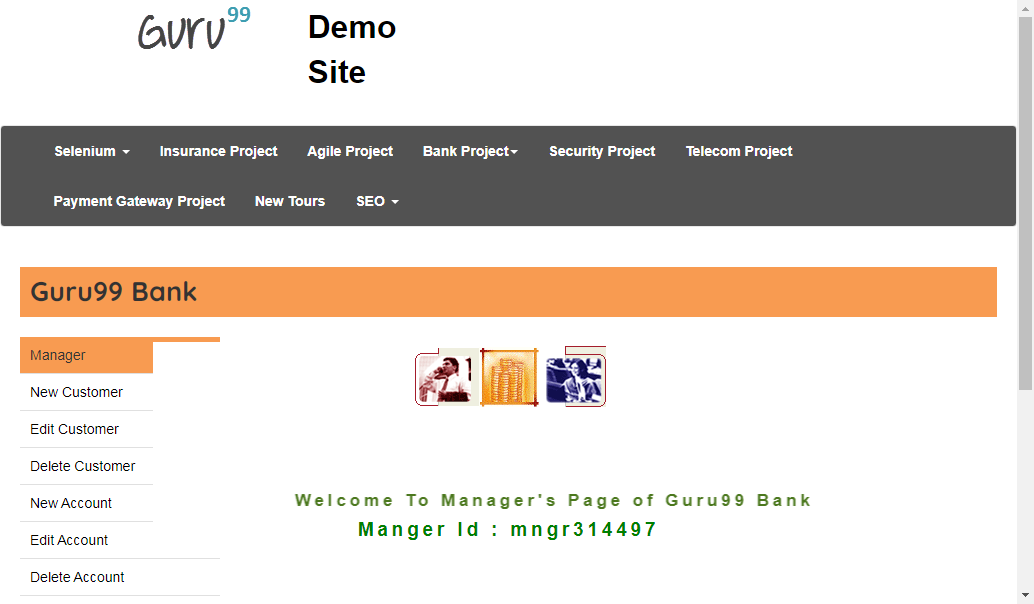 Guru99
Demo
Site
Selenium Insurance Project Agile Project Bank Project Security Project Telecom Project
Payment Gateway Project New Tours SEO
Guru99 Bank
Manager
New Customer
Edit Customer
Delete Customer
New Account
Edit Account
Delete Account
Welcome To Manager's Page of Guru99 Bank
Manger Id : mngr314497